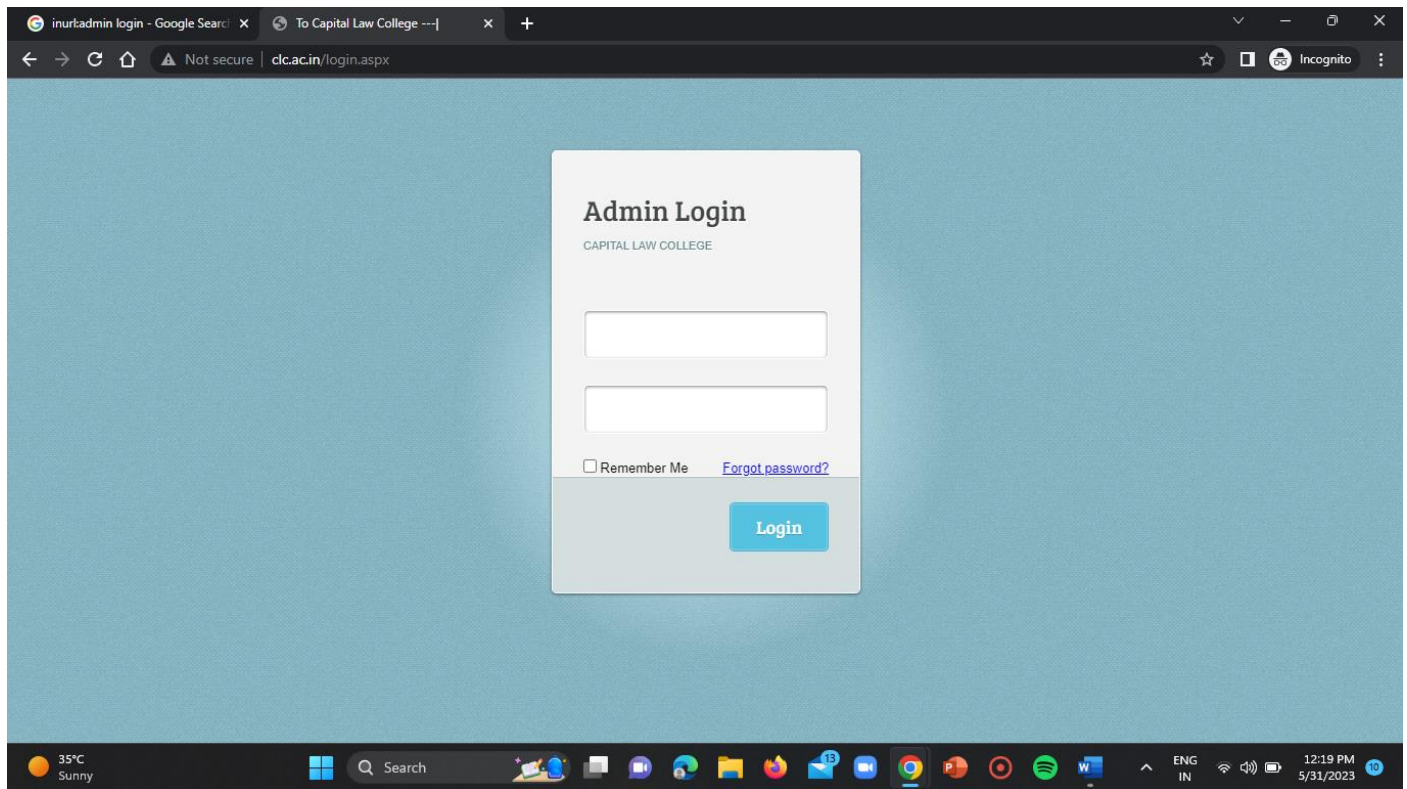 inurl:admin login - Google Searc
To Capital Law College ---|
Not secure
clc.ac.in/login.aspx
Incognito
Admin Login
CAPITAL LAW COLLEGE
Remember Me
Forgot password?
Login
35°C
Sunny
Search
13
ENG
IN
12:19 PM
5/31/2023
10